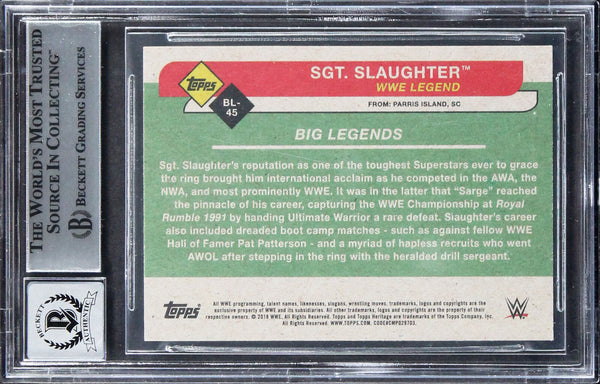 THE WORLD'S MOST TRUSTED
SOURCE IN COLLECTING™
BECKETT GRADING SERVICES
BECKETT
AUTHENTIC
topps
BL-
45
SGT. SLAUGHTER™
WWE LEGEND
FROM: PARRIS ISLAND, SC
BIG LEGENDS
Sgt. Slaughter's reputation as one of the toughest Superstars ever to grace
the ring brought him international acclaim as he competed in the AWA, the
NWA, and most prominently WWE. It was in the latter that "Sarge" reached
the pinnacle of his career, capturing the WWE Championship at Royal
Rumble 1991 by handing Ultimate Warrior a rare defeat. Slaughter's career
also included dreaded boot camp matches - such as against fellow WWE
Hall of Famer Pat Patterson - and a myriad of hapless recruits who went
AWOL after stepping in the ring with the heralded drill sergeant.
topps
All WWE programming, talent names, likenesses, slogans, wrestling moves, trademarks, logos and copyrights are the
exclusive property of WWE and its subsidiaries. All other trademarks, logos and copyrights are the property of their
respective owners. © 2018 WWE. All Rights Reserved. Topps and Topps Heritage are trademarks of The Topps Company, Inc.
All Rights Reserved. WWW.TOPPS.COM. CODE#CMP029703.
W